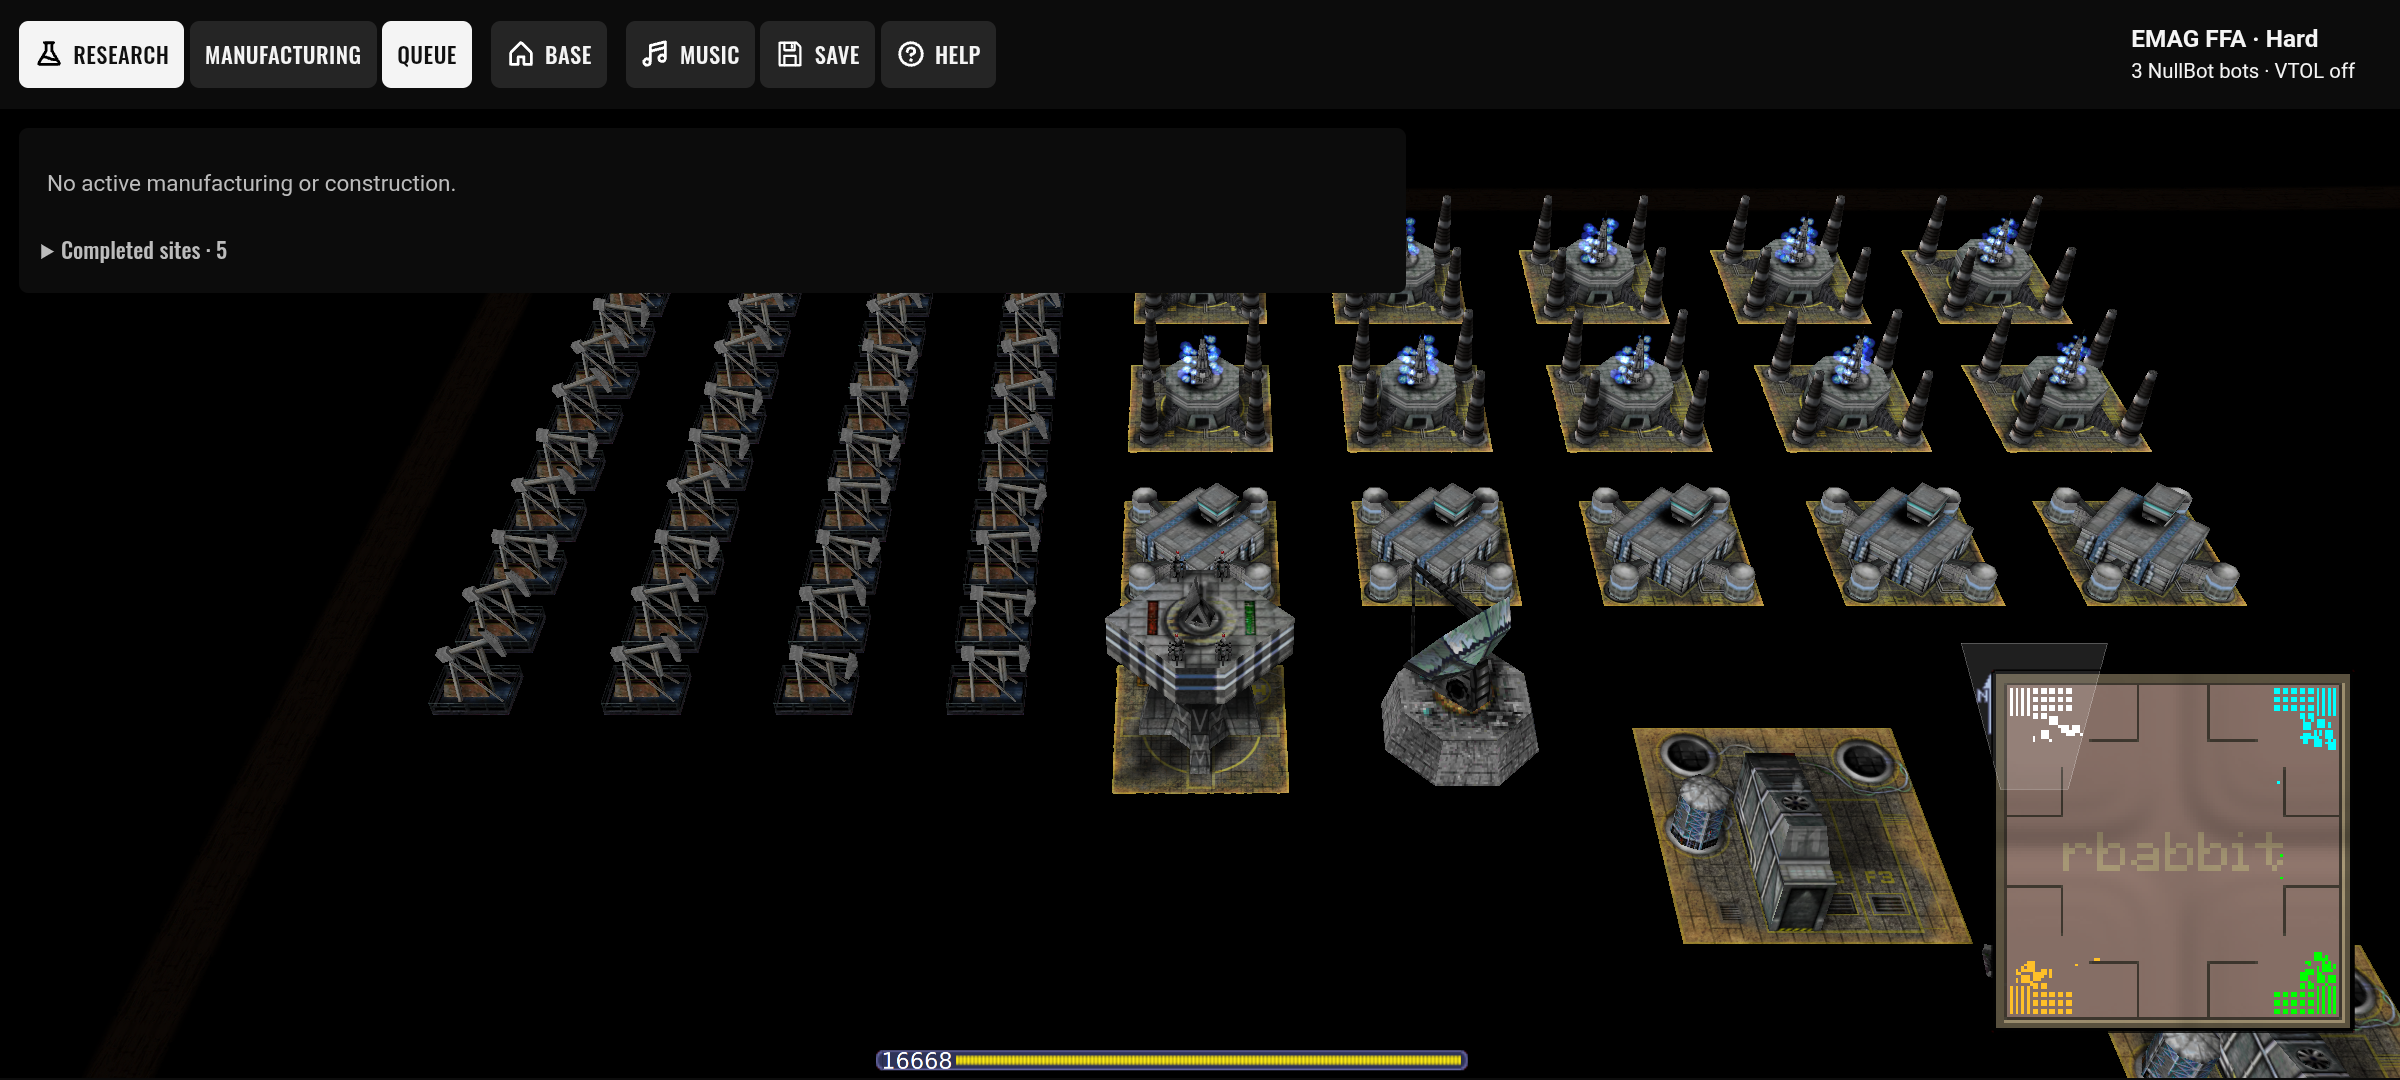 RESEARCH
MANUFACTURING
QUEUE
BASE
MUSIC
SAVE
HELP
EMAG FFA · Hard
3 NullBot bots · VTOL off
No active manufacturing or construction.
Completed sites · 5
N
F3
rbabbit
16668